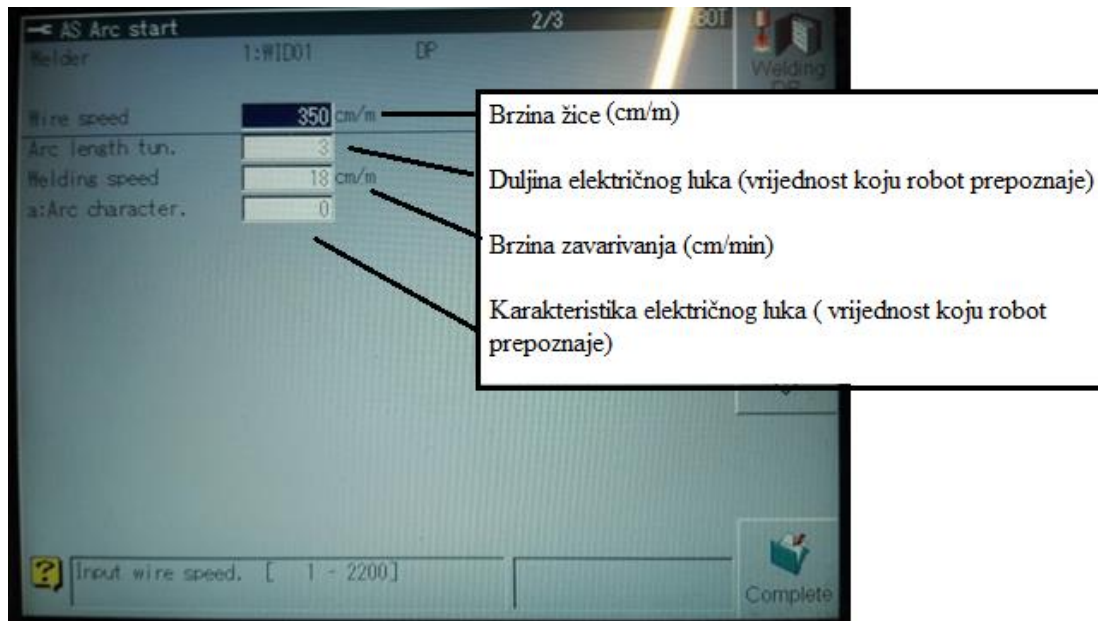 AS Arc start 2/3 BOT
Welder 1:WID01 DP
Welding
Wire speed 350 cm/m
Arc length tun. 3
Welding speed 18 cm/m
a:Arc character. 0
Brzina žice (cm/m)
Duljina električnog luka (vrijednost koju robot prepoznaje)
Brzina zavarivanja (cm/min)
Karakteristika električnog luka ( vrijednost koju robot
prepoznaje)
Input wire speed. [ 1 - 2200]
Complete